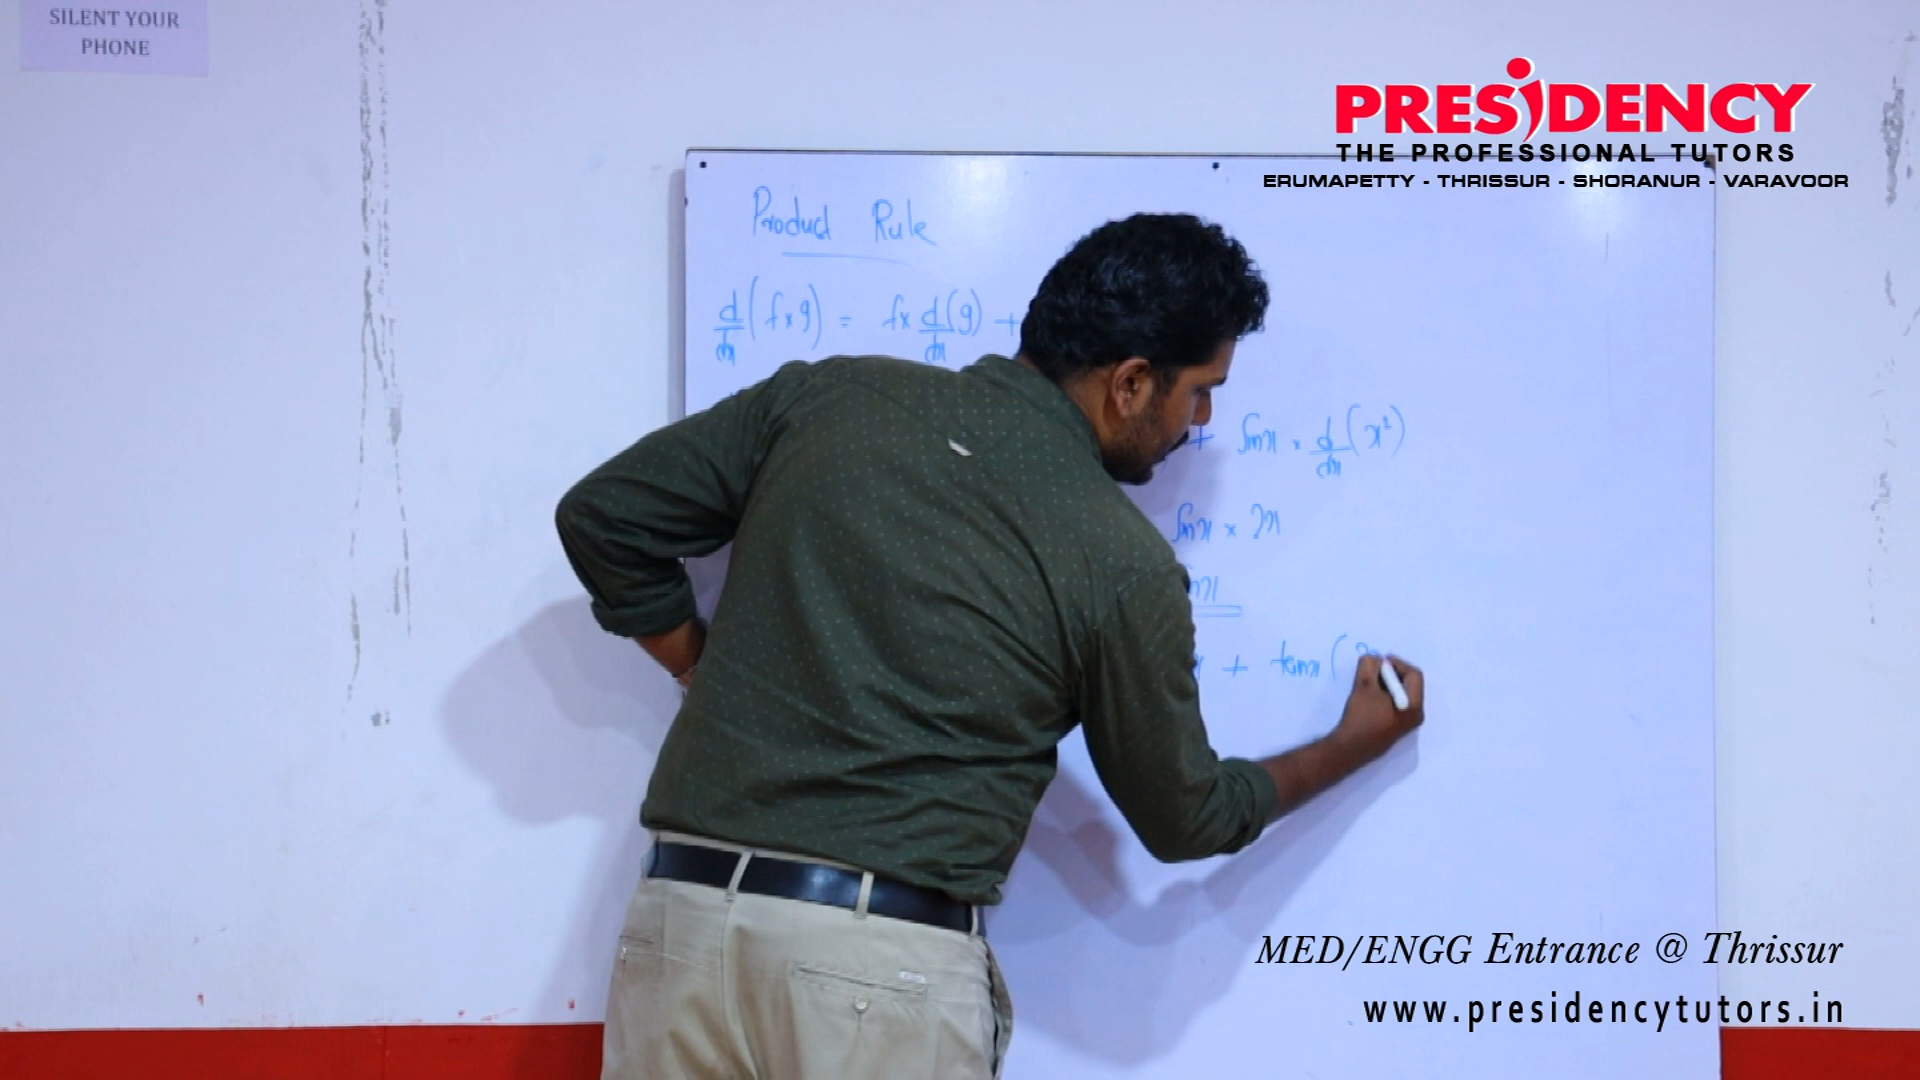 SILENT YOUR
PHONE
PRESiDENCY
THE PROFESSIONAL TUTORS
ERUMAPETTY - THRISSUR - SHORANUR - VARAVOOR
Product Rule
d/dx (f×g) = f× d/dx (g) +
+ sinx × d/dx (x²)
sinx × 2x
inx
x + tanx (
MED/ENGG Entrance @ Thrissur
www.presidencytutors.in